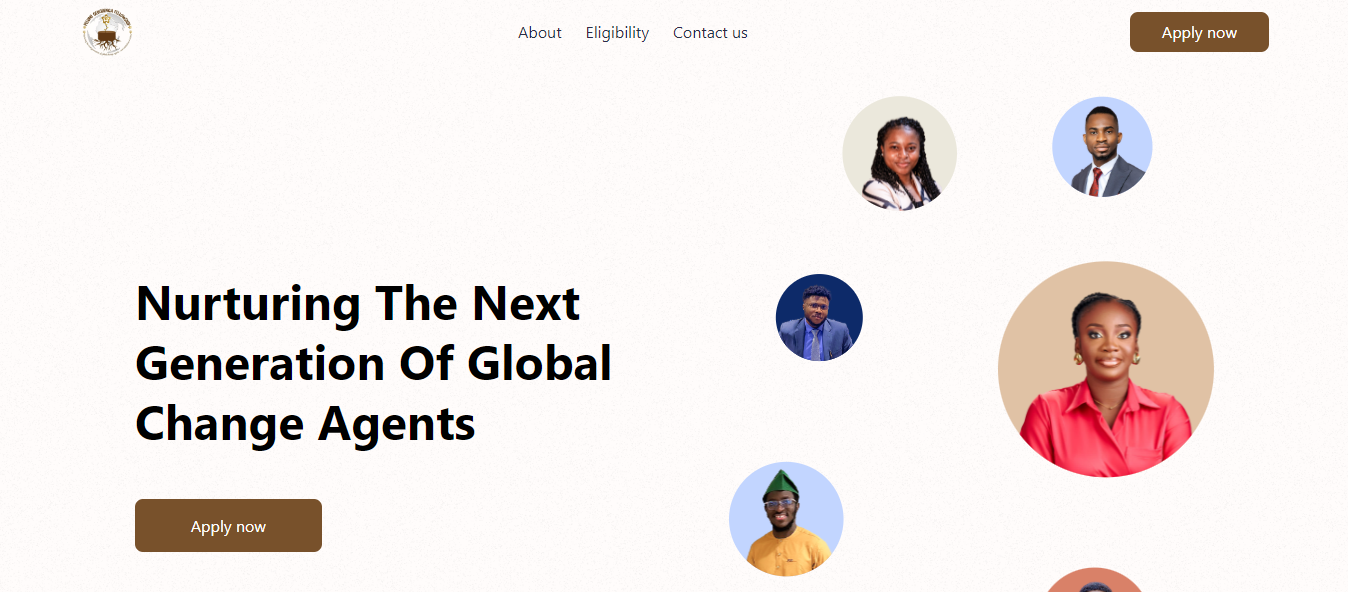 About Eligibility Contact us
Apply now
Nurturing The Next
Generation Of Global
Change Agents
Apply now